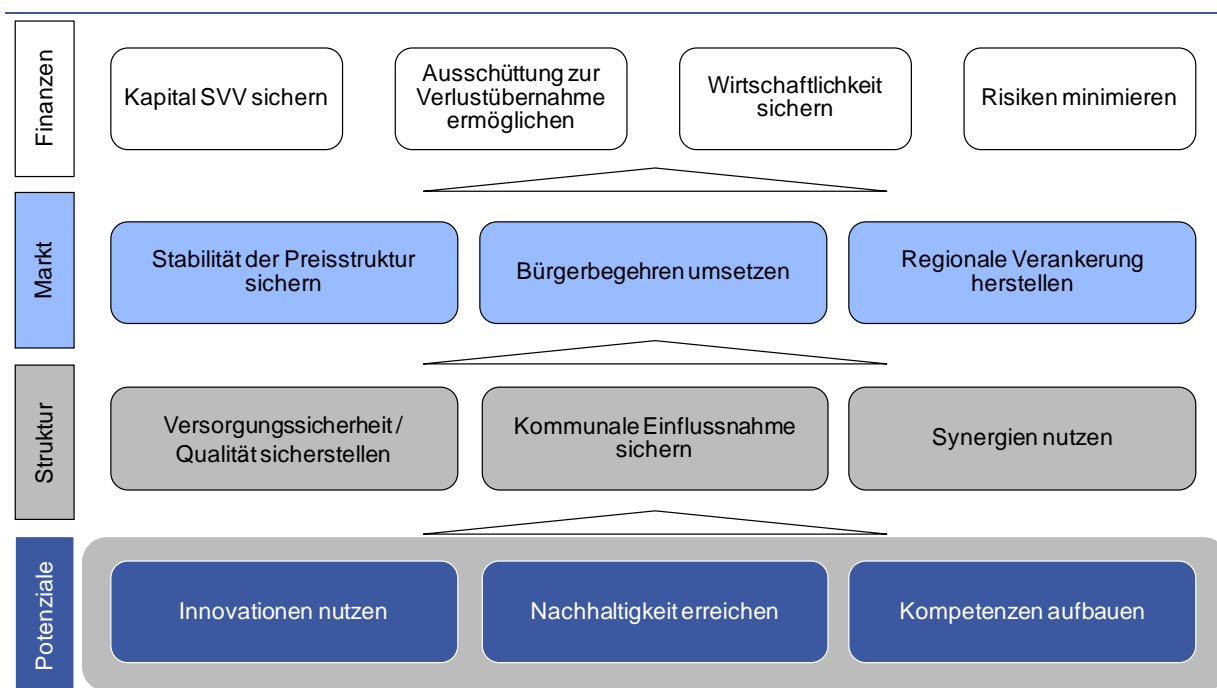 Finanzen
Kapital SVV sichern
Ausschüttung zur
Verlustübernahme
ermöglichen
Wirtschaftlichkeit
sichern
Risiken minimieren
Markt
Stabilität der Preisstruktur
sichern
Bürgerbegehren umsetzen
Regionale Verankerung
herstellen
Struktur
Versorgungssicherheit /
Qualität sicherstellen
Kommunale Einflussnahme
sichern
Synergien nutzen
Potenziale
Innovationen nutzen
Nachhaltigkeit erreichen
Kompetenzen aufbauen